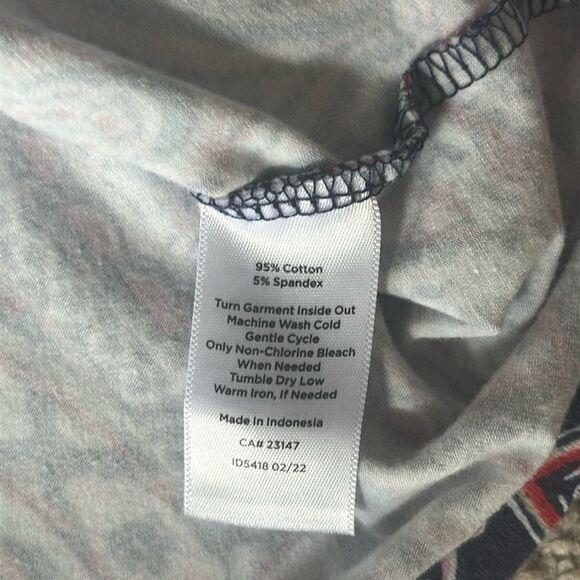 95% Cotton
5% Spandex
Turn Garment Inside Out
Machine Wash Cold
Gentle Cycle
Only Non-Chlorine Bleach
When Needed
Tumble Dry Low
Warm Iron, If Needed
Made In Indonesia
CA# 23147
ID5418 02/22